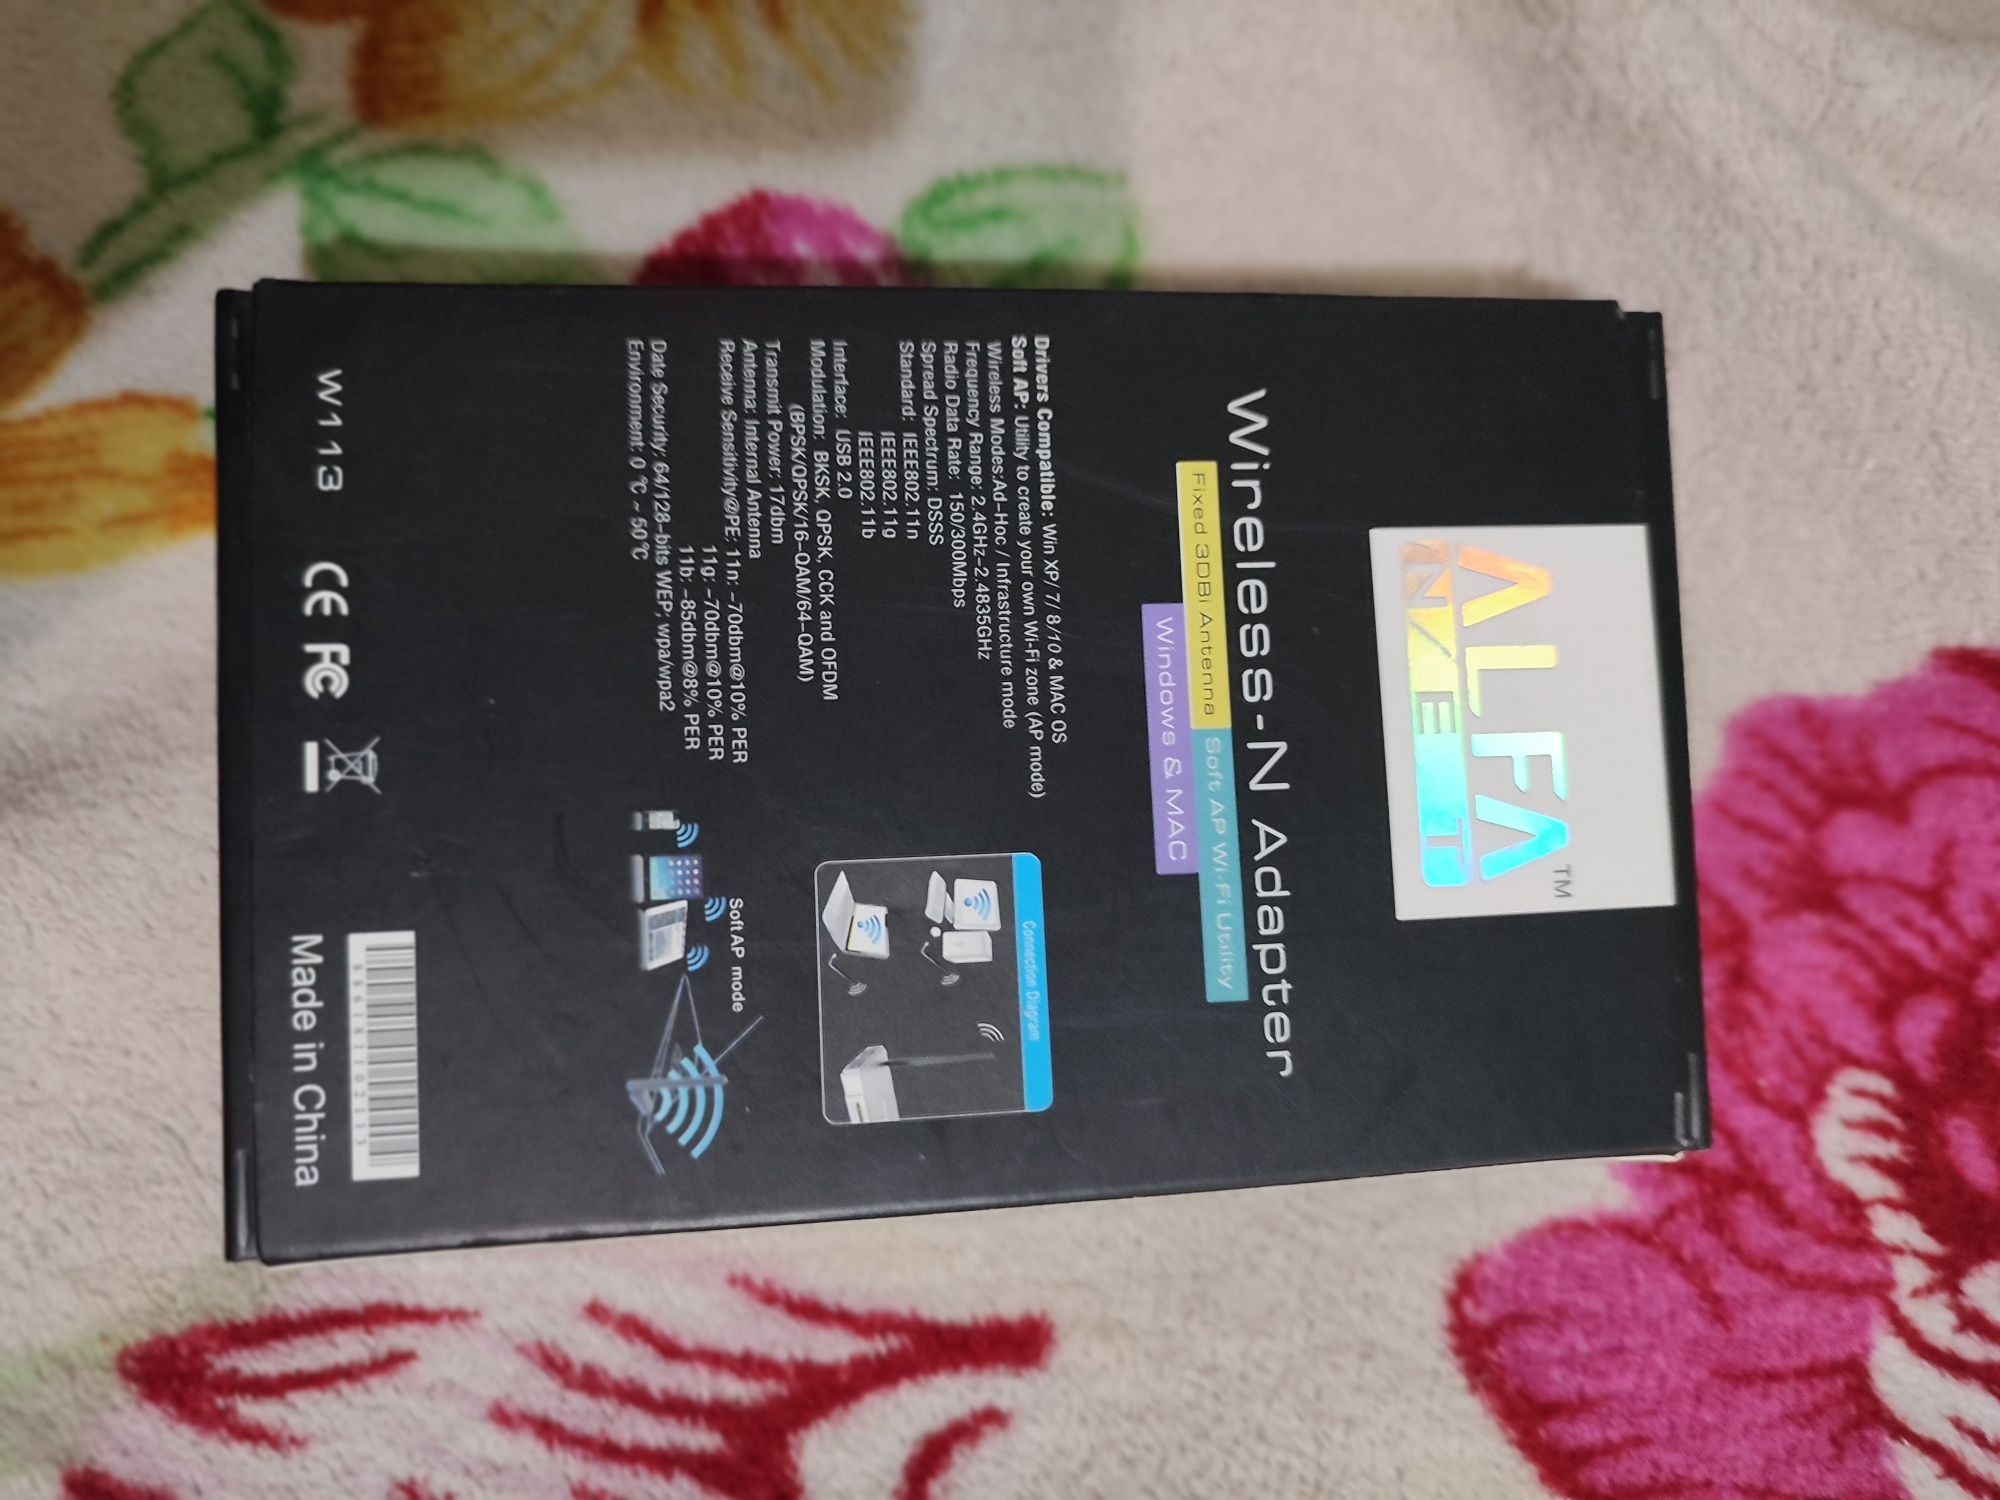 ALFA™
NET
Wireless-N Adapter
Fixed 3DBi Antenna Soft AP Wi-Fi Utility
Windows & MAC
Drivers Compatible: Win XP/ 7/ 8/10 & MAC OS
Soft AP: Utility to create your own Wi-Fi zone (AP mode)
Wireless Modes:Ad-Hoc / Infrastructure mode
Frequency Range: 2.4GHz-2.4835GHz
Radio Data Rate: 150/300Mbps
Spread Spectrum: DSSS
Standard: IEEE802.11n
IEEE802.11g
IEEE802.11b
Interface: USB 2.0
Modulation: BKSK, QPSK, CCK and OFDM
(BPSK/QPSK/16-QAM/64-QAM)
Transmit Power: 17dbm
Antenna: Internal Antenna
Receive Sensitivity@PE: 11n: -70dbm@10% PER
11g: -70dbm@10% PER
11b: -85dbm@8% PER
Date Security: 64/128-bits WEP, wpa/wpa2
Environment: 0 ℃ ~ 50℃
Connection Diagram
Soft AP mode
W113 CE FC
Made in China